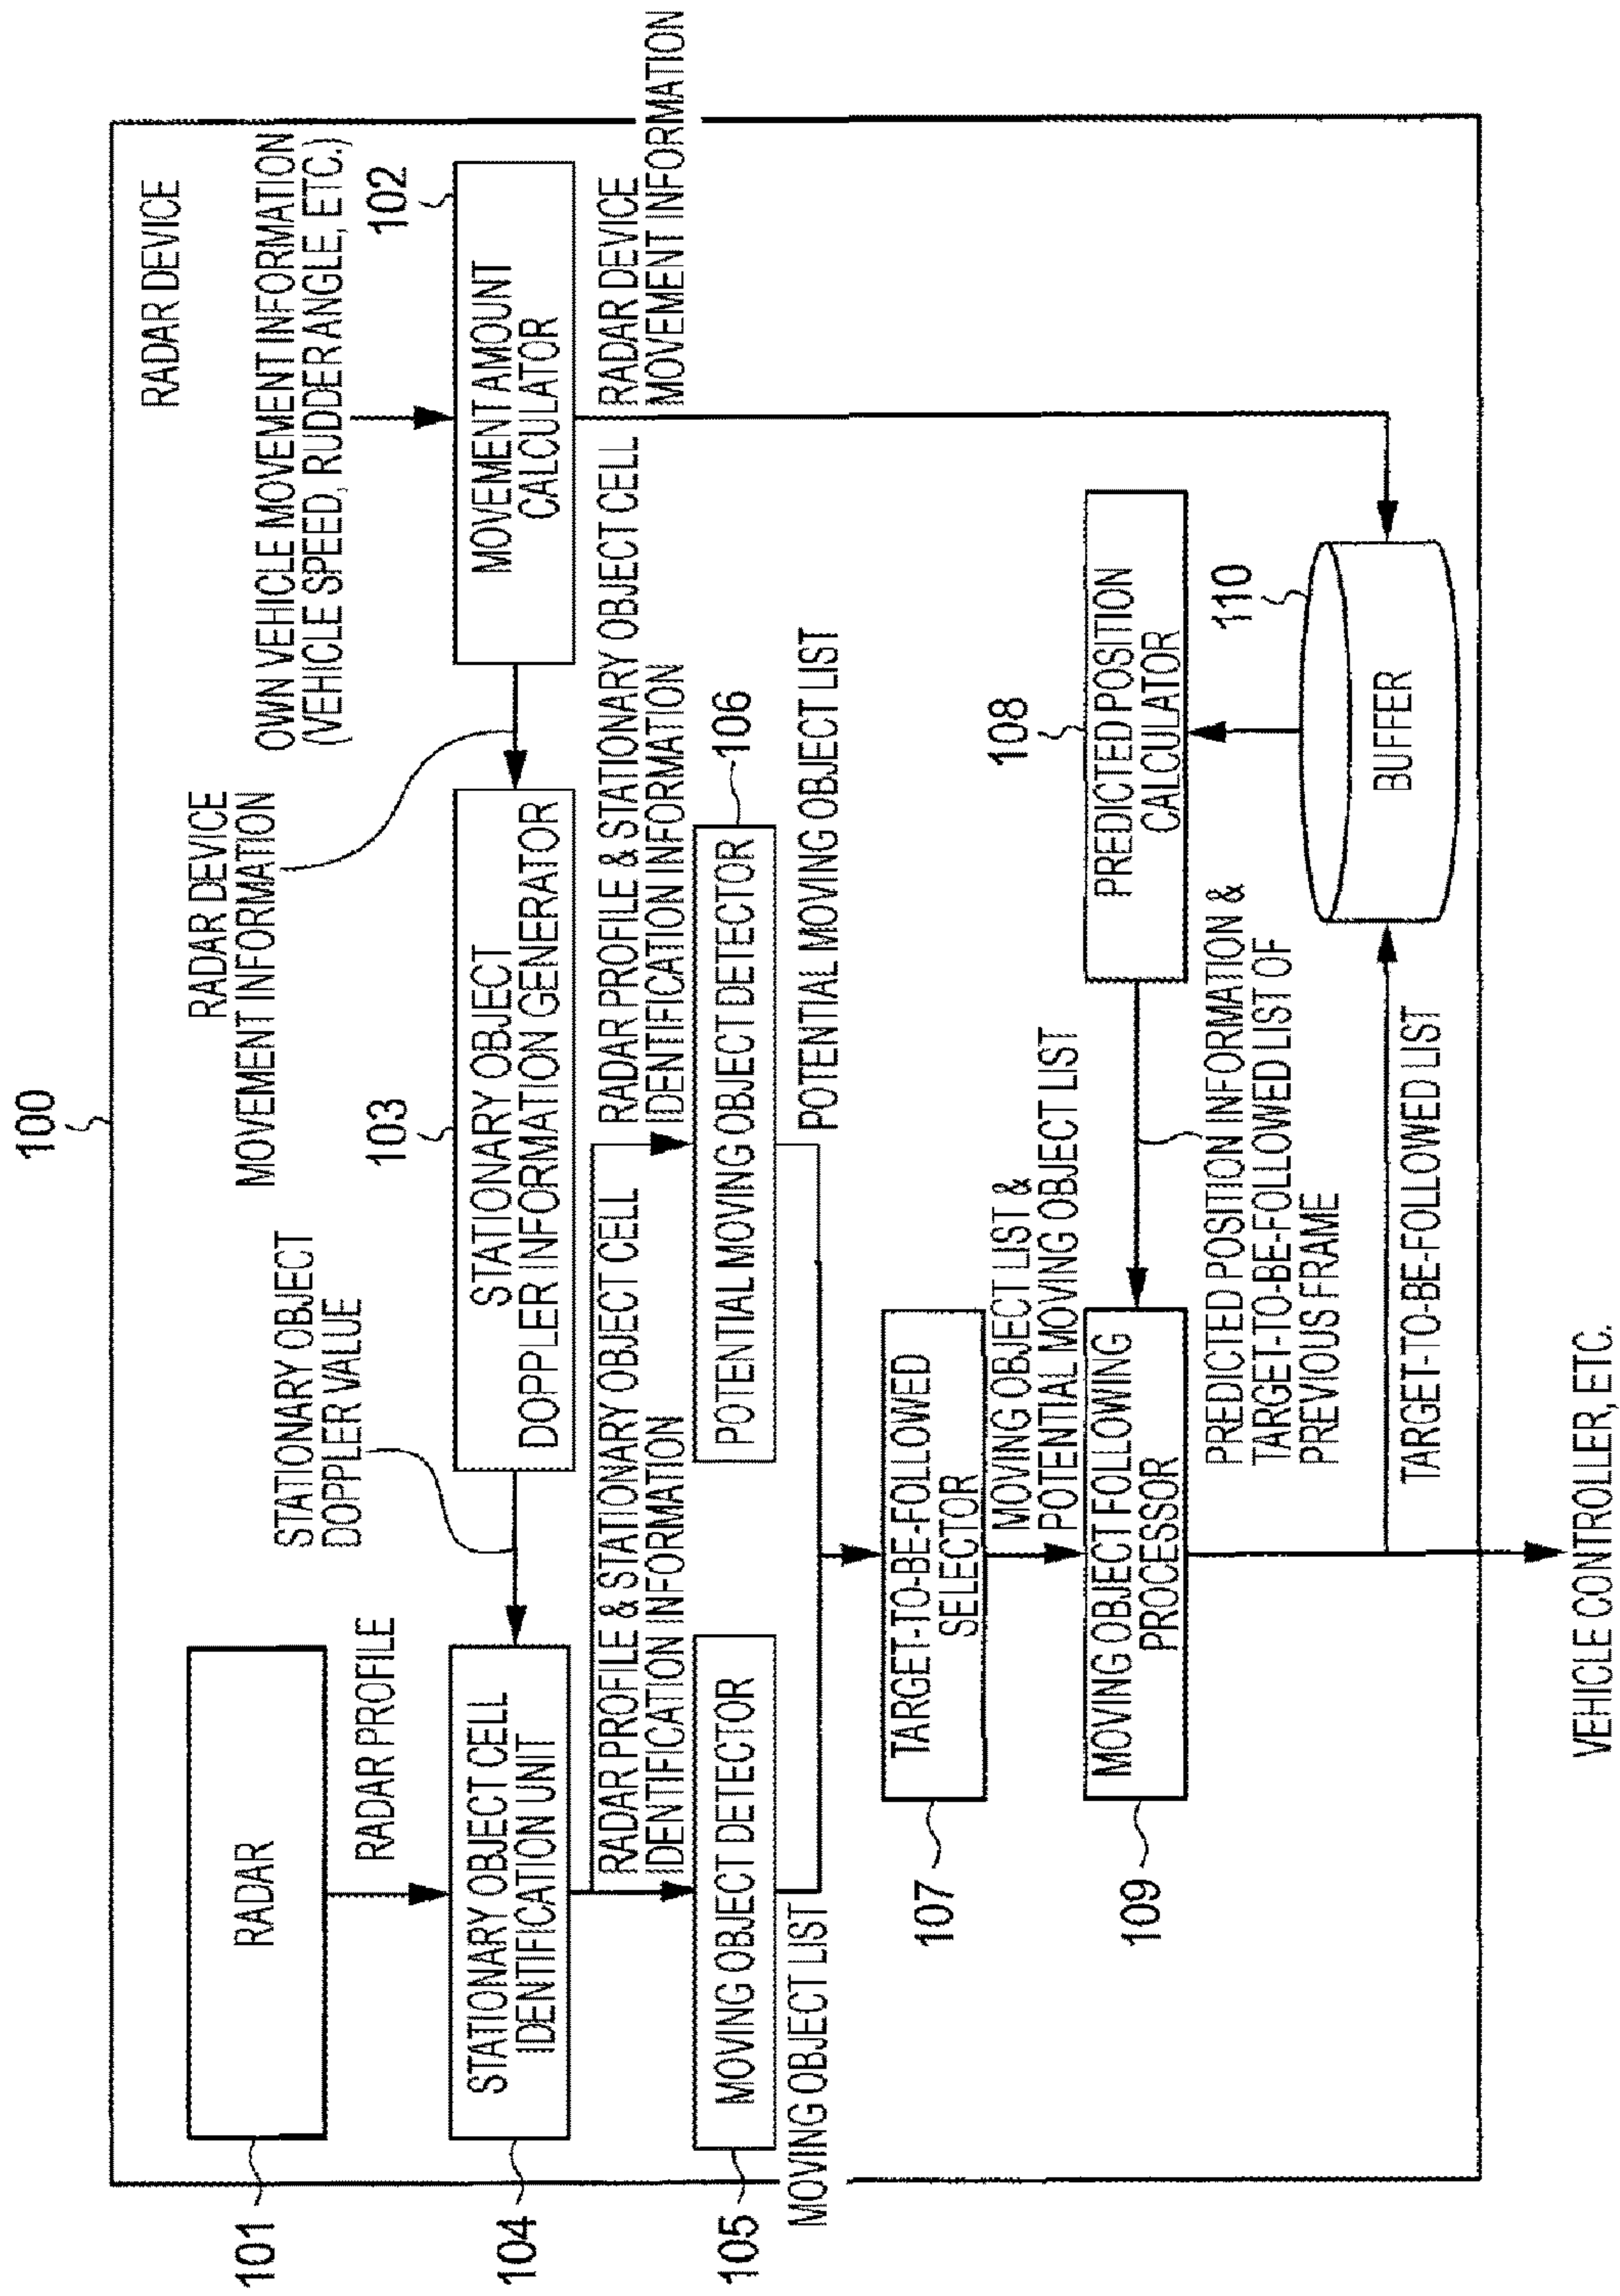 100
RADAR DEVICE
101
RADAR
RADAR PROFILE
STATIONARY OBJECT
DOPPLER VALUE
RADAR DEVICE
MOVEMENT INFORMATION
OWN VEHICLE MOVEMENT INFORMATION
(VEHICLE SPEED, RUDDER ANGLE, ETC.)
104
STATIONARY OBJECT CELL
IDENTIFICATION UNIT
103
STATIONARY OBJECT
DOPPLER INFORMATION GENERATOR
102
MOVEMENT AMOUNT
CALCULATOR
RADAR PROFILE & STATIONARY OBJECT CELL
IDENTIFICATION INFORMATION
RADAR PROFILE & STATIONARY OBJECT CELL
IDENTIFICATION INFORMATION
RADAR DEVICE
MOVEMENT INFORMATION
105
MOVING OBJECT DETECTOR
POTENTIAL MOVING OBJECT DETECTOR
106
MOVING OBJECT LIST
POTENTIAL MOVING OBJECT LIST
107
TARGET-TO-BE-FOLLOWED
SELECTOR
MOVING OBJECT LIST &
POTENTIAL MOVING OBJECT LIST
108
109
MOVING OBJECT FOLLOWING
PROCESSOR
PREDICTED POSITION
CALCULATOR
PREDICTED POSITION INFORMATION &
TARGET-TO-BE-FOLLOWED LIST OF
PREVIOUS FRAME
110
BUFFER
TARGET-TO-BE-FOLLOWED LIST
VEHICLE CONTROLLER, ETC.